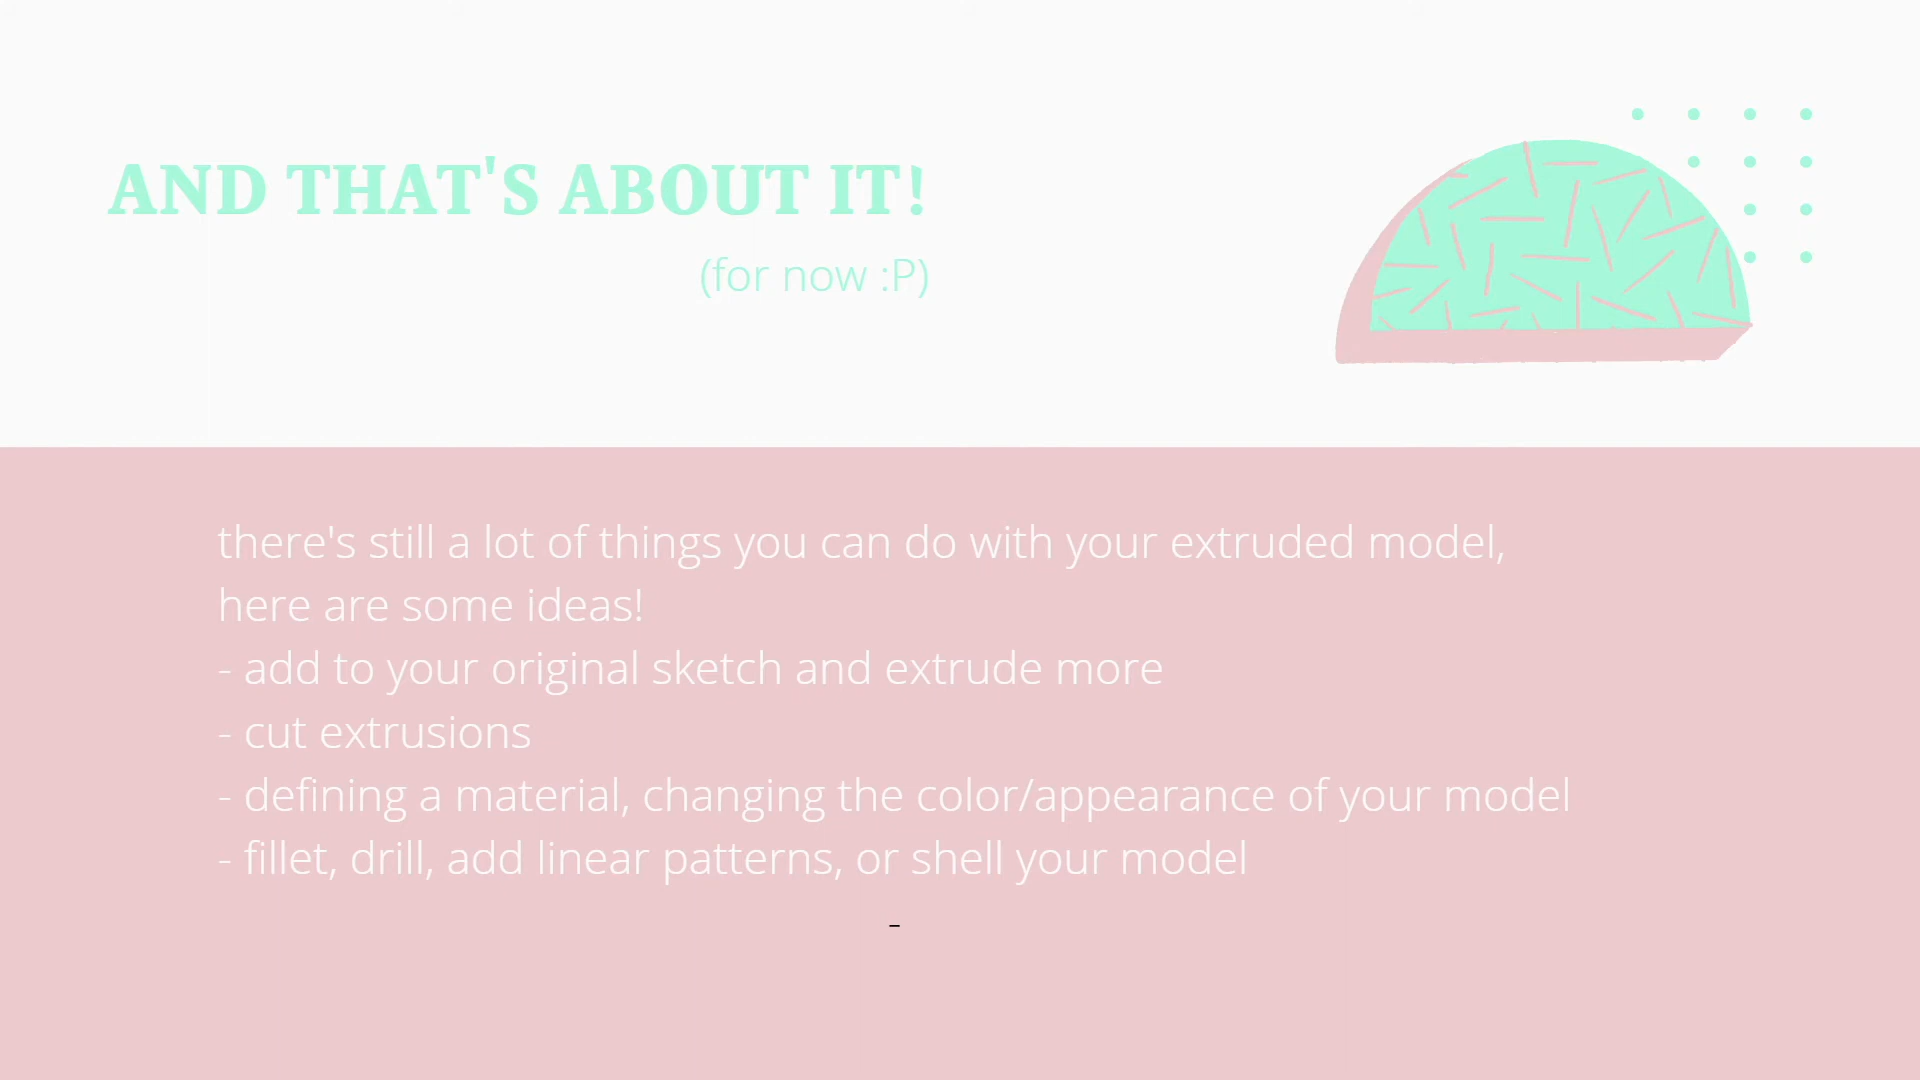 AND THAT'S ABOUT IT!
(for now :P)
there's still a lot of things you can do with your extruded model,
here are some ideas!
- add to your original sketch and extrude more
- cut extrusions
- defining a material, changing the color/appearance of your model
- fillet, drill, add linear patterns, or shell your model
-